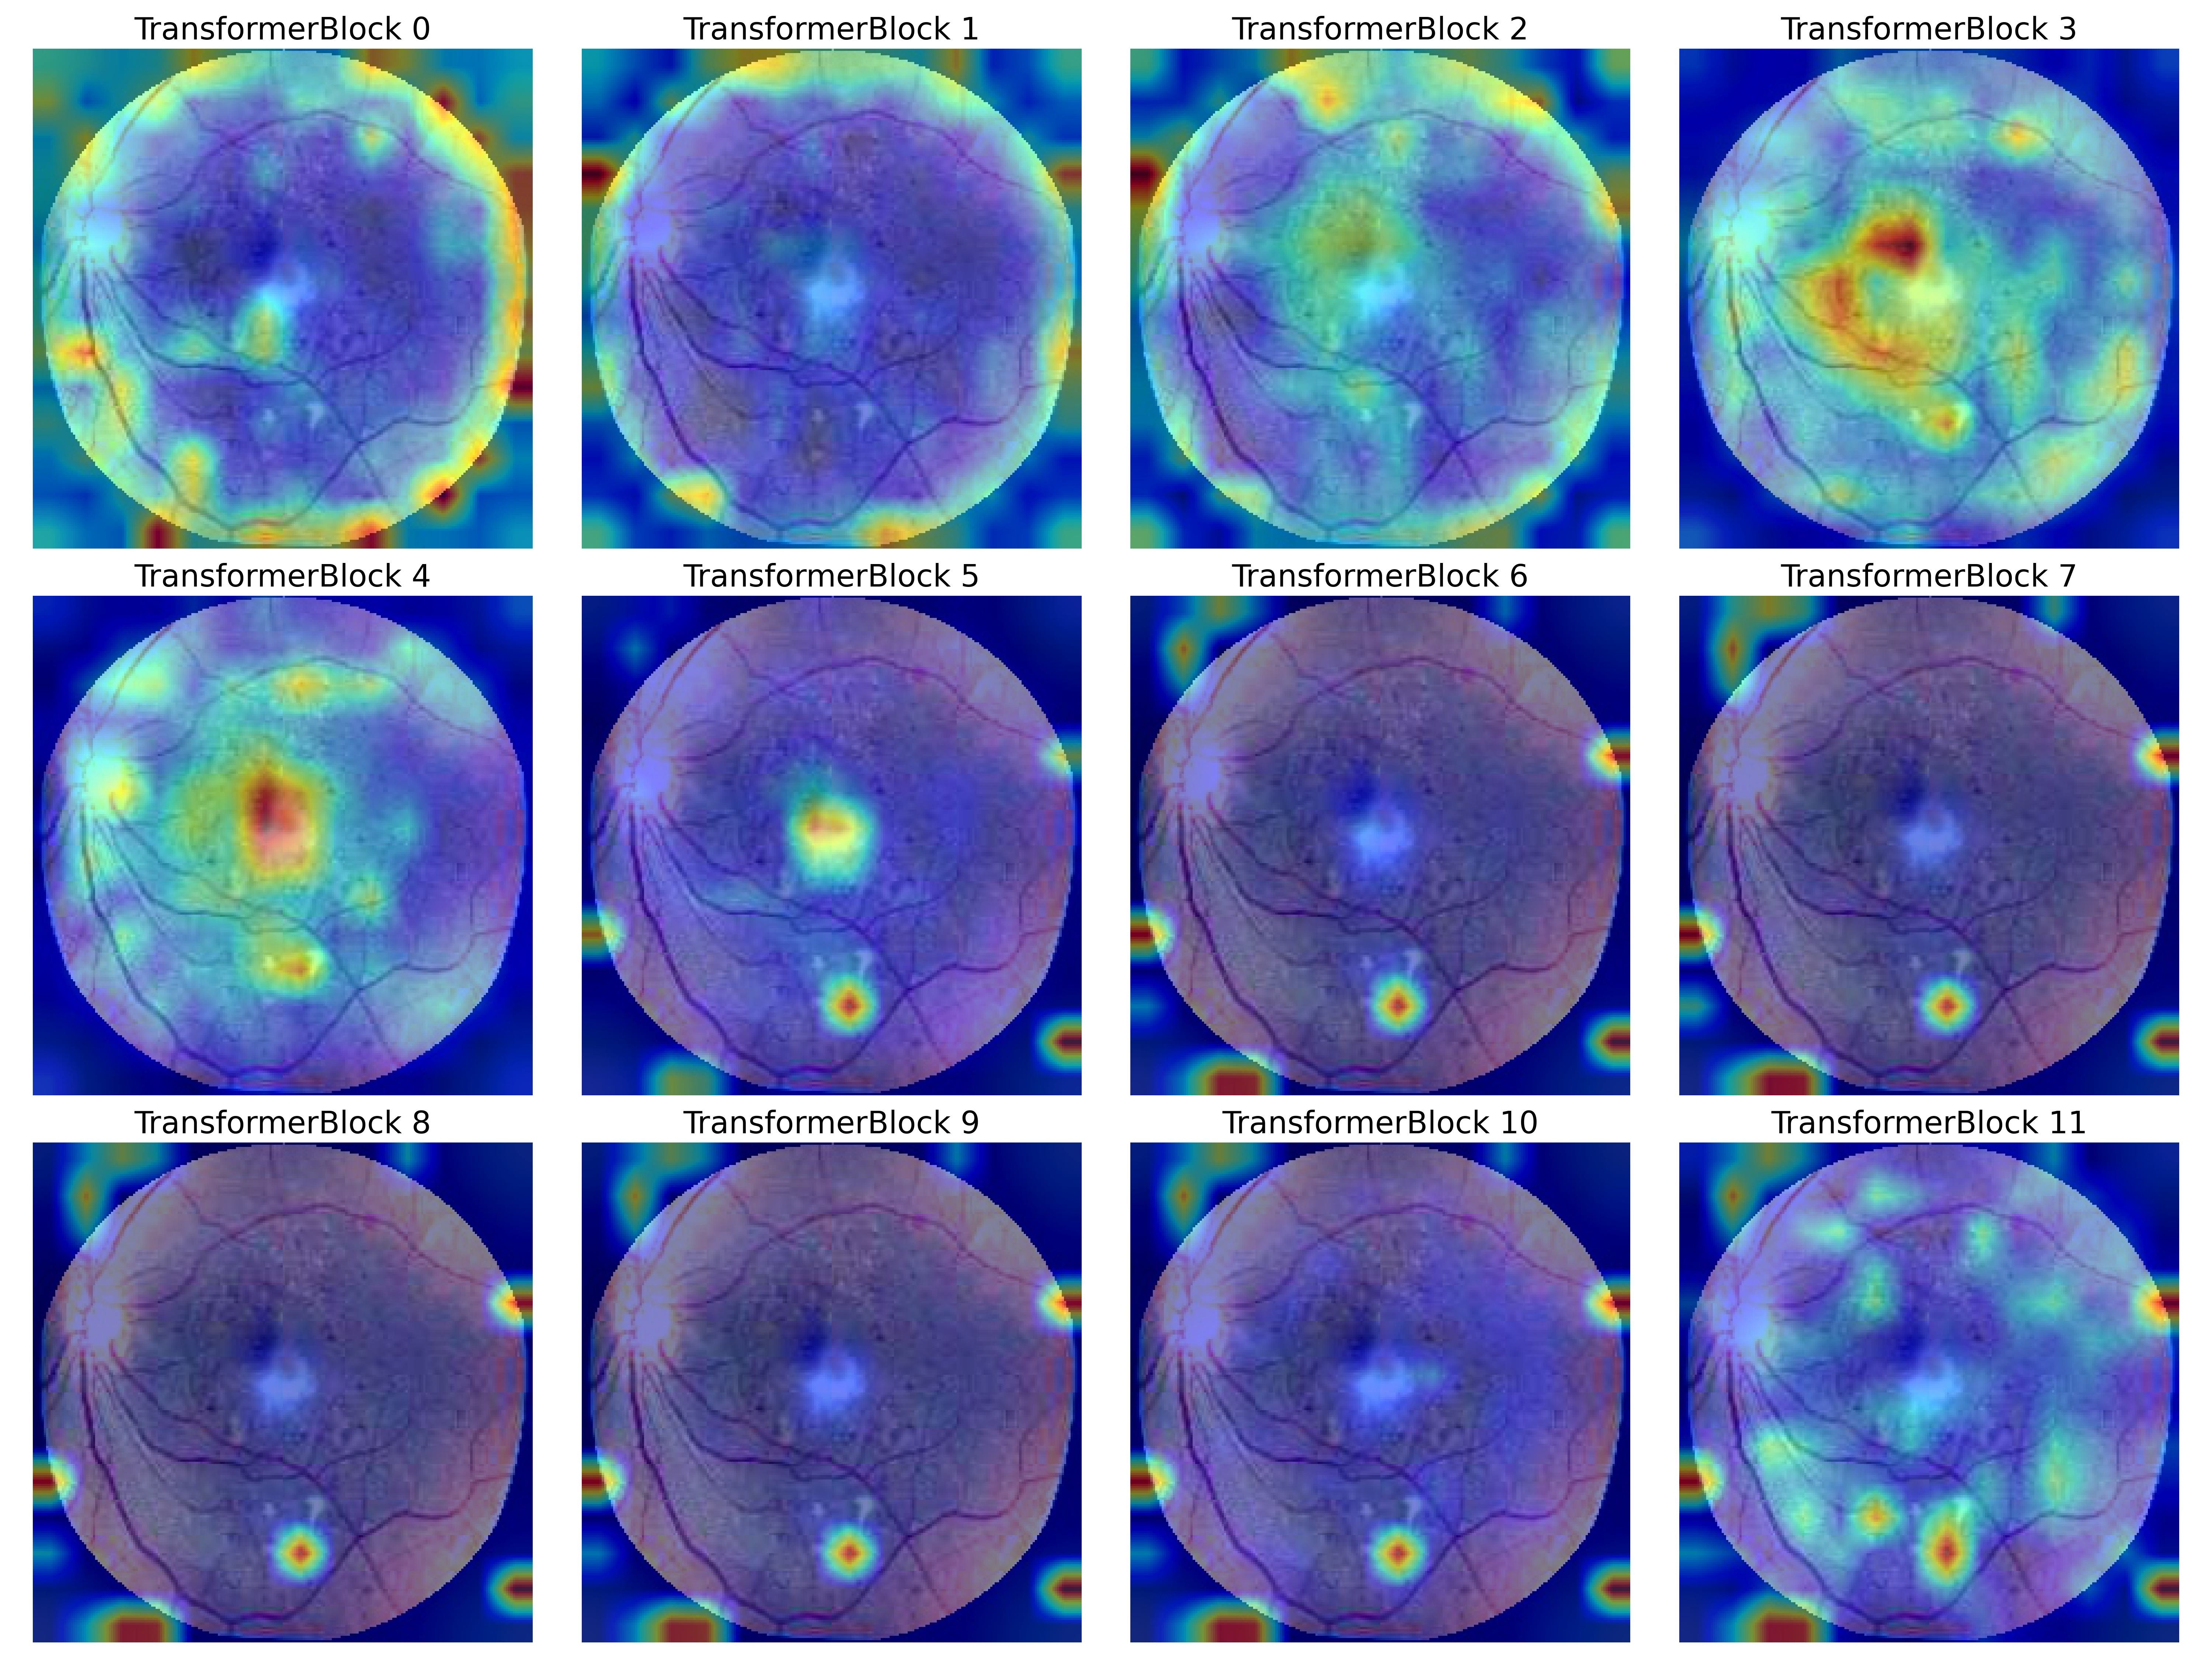 TransformerBlock 0
TransformerBlock 1
TransformerBlock 2
TransformerBlock 3
TransformerBlock 4
TransformerBlock 5
TransformerBlock 6
TransformerBlock 7
TransformerBlock 8
TransformerBlock 9
TransformerBlock 10
TransformerBlock 11